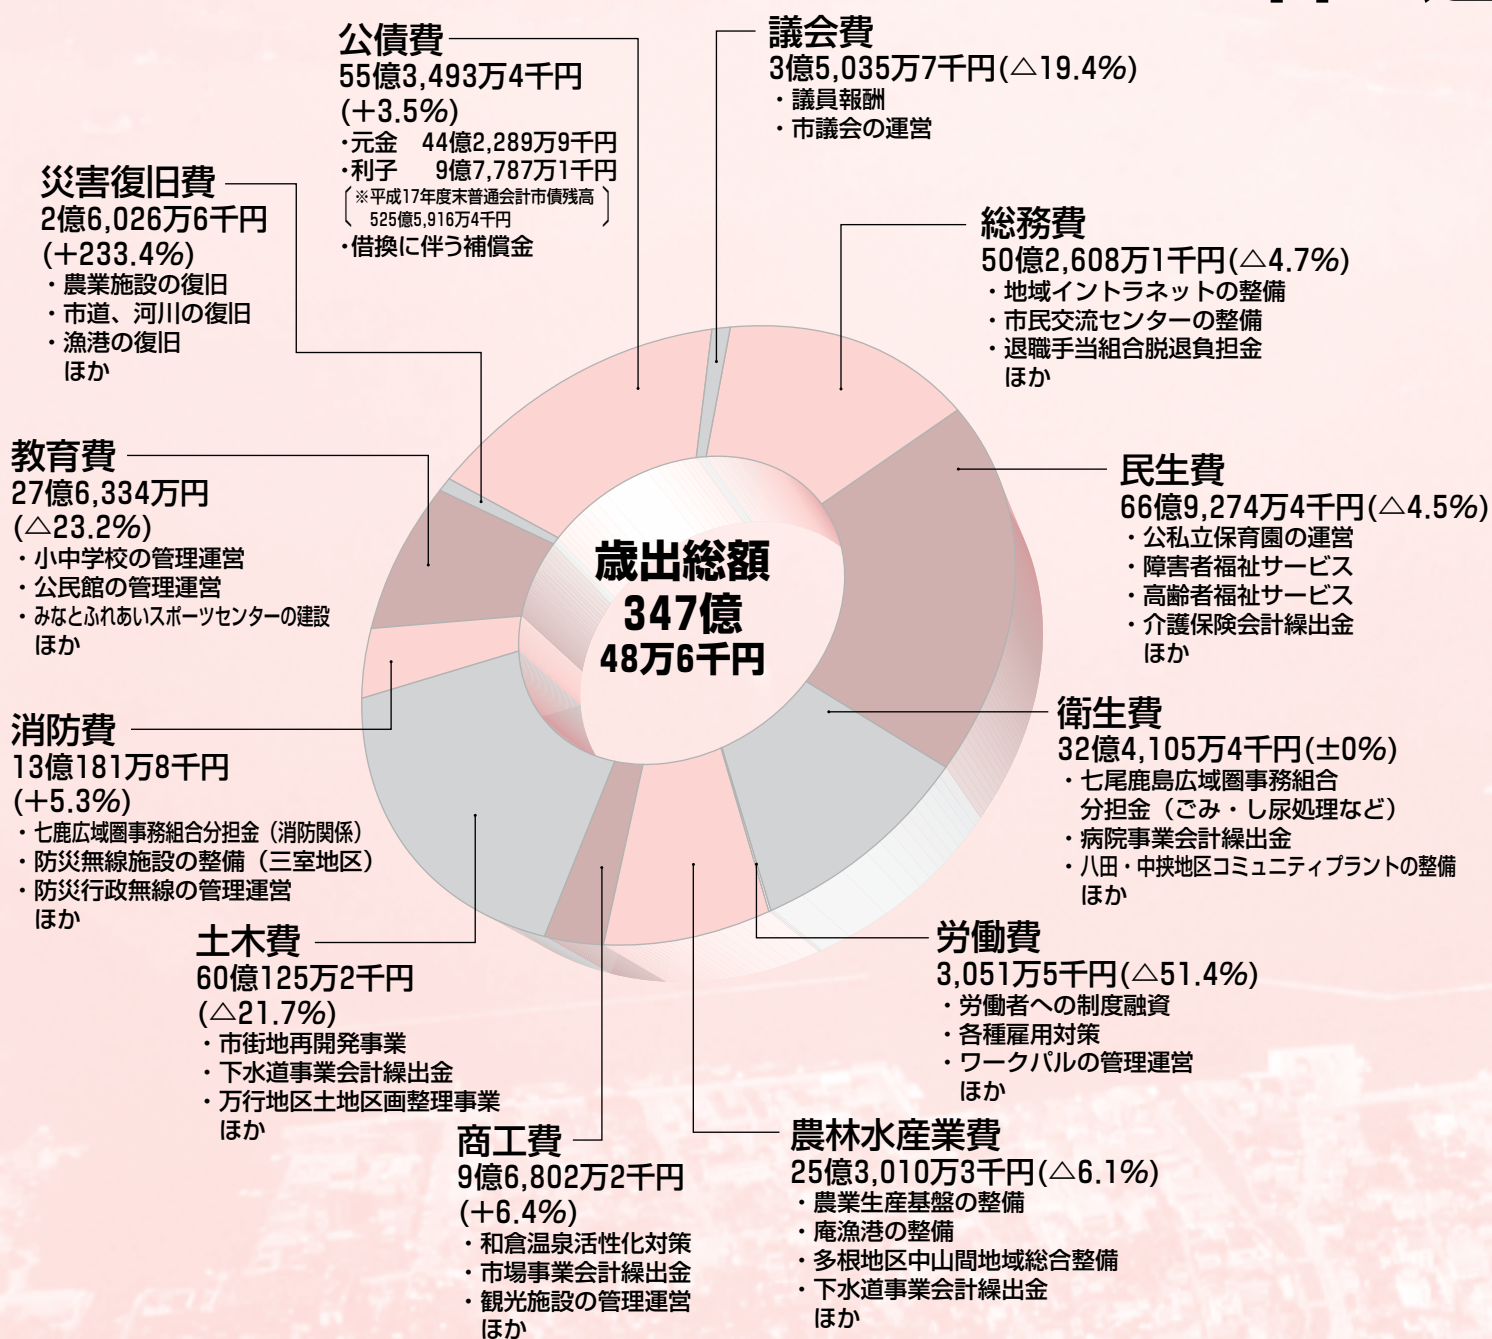 公債費
55億3,493万4千円
(＋3.5%)
・元金　44億2,289万9千円
・利子　9億7,787万1千円
※平成17年度末普通会計市債残高
525億5,916万4千円
・借換に伴う補償金
議会費
3億5,035万7千円(△19.4%)
・議員報酬
・市議会の運営
総務費
50億2,608万1千円(△4.7%)
・地域イントラネットの整備
・市民交流センターの整備
・退職手当組合脱退負担金
ほか
民生費
66億9,274万4千円(△4.5%)
・公私立保育園の運営
・障害者福祉サービス
・高齢者福祉サービス
・介護保険会計繰出金
ほか
衛生費
32億4,105万4千円(±0%)
・七尾鹿島広域圏事務組合
分担金（ごみ・し尿処理など）
・病院事業会計繰出金
・八田・中挟地区コミュニティプラントの整備
ほか
労働費
3,051万5千円(△51.4%)
・労働者への制度融資
・各種雇用対策
・ワークパルの管理運営
ほか
農林水産業費
25億3,010万3千円(△6.1%)
・農業生産基盤の整備
・庵漁港の整備
・多根地区中山間地域総合整備
・下水道事業会計繰出金
ほか
商工費
9億6,802万2千円
(＋6.4%)
・和倉温泉活性化対策
・市場事業会計繰出金
・観光施設の管理運営
ほか
土木費
60億125万2千円
(△21.7%)
・市街地再開発事業
・下水道事業会計繰出金
・万行地区土地区画整理事業
ほか
消防費
13億181万8千円
(＋5.3%)
・七鹿広域圏事務組合分担金（消防関係）
・防災無線施設の整備（三室地区）
・防災行政無線の管理運営
ほか
教育費
27億6,334万円
(△23.2%)
・小中学校の管理運営
・公民館の管理運営
・みなとふれあいスポーツセンターの建設
ほか
災害復旧費
2億6,026万6千円
(＋233.4%)
・農業施設の復旧
・市道、河川の復旧
・漁港の復旧
ほか
歳出総額
347億
48万6千円